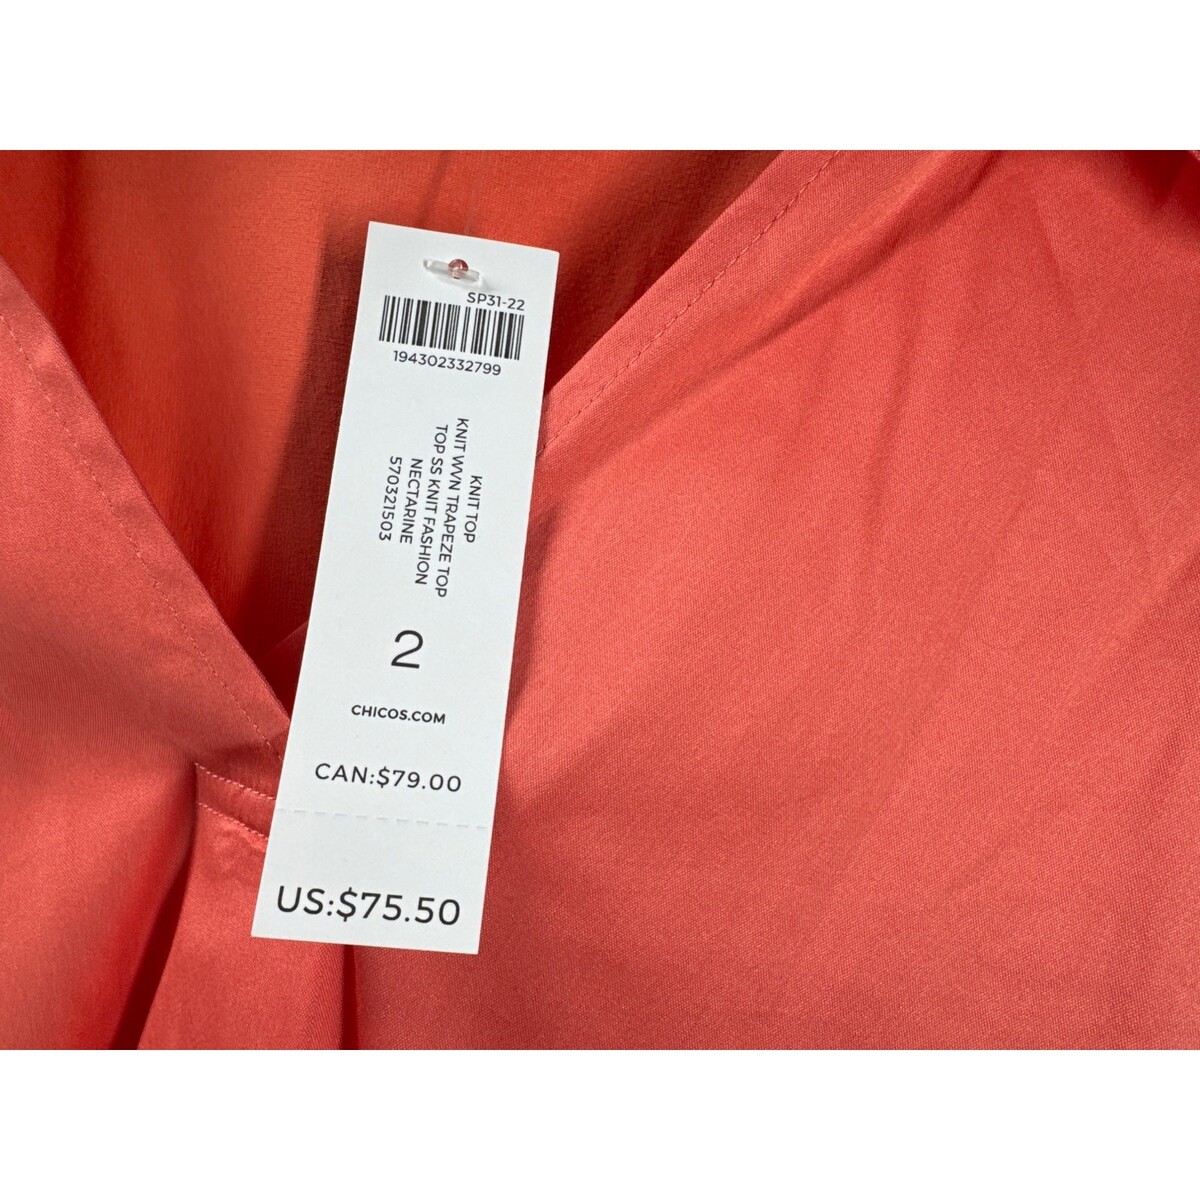 SP31-22
194302332799
KNIT TOP
KNIT WVN TRAPEZE TOP
TOP SS KNIT FASHION
NECTARINE
570321503
2
CHICOS.COM
CAN:$79.00
US:$75.50